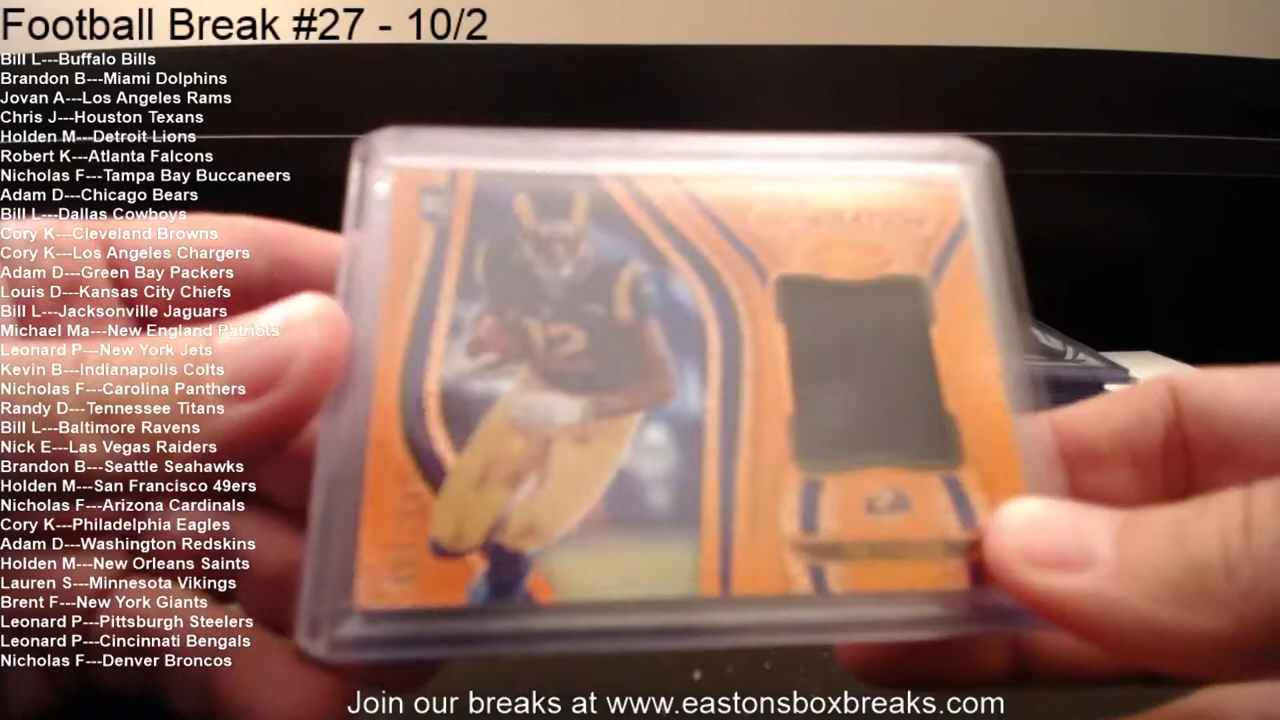 Football Break #27 - 10/2
Bill L---Buffalo Bills
Brandon B---Miami Dolphins
Jovan A---Los Angeles Rams
Chris J---Houston Texans
Holden M---Detroit Lions
Robert K---Atlanta Falcons
Nicholas F---Tampa Bay Buccaneers
Adam D---Chicago Bears
Bill L---Dallas Cowboys
Cory K---Cleveland Browns
Cory K---Los Angeles Chargers
Adam D---Green Bay Packers
Louis D---Kansas City Chiefs
Bill L---Jacksonville Jaguars
Michael Ma---New England Patriots
Leonard P---New York Jets
Kevin B---Indianapolis Colts
Nicholas F---Carolina Panthers
Randy D---Tennessee Titans
Bill L---Baltimore Ravens
Nick E---Las Vegas Raiders
Brandon B---Seattle Seahawks
Holden M---San Francisco 49ers
Nicholas F---Arizona Cardinals
Cory K---Philadelphia Eagles
Adam D---Washington Redskins
Holden M---New Orleans Saints
Lauren S---Minnesota Vikings
Brent F---New York Giants
Leonard P---Pittsburgh Steelers
Leonard P---Cincinnati Bengals
Nicholas F---Denver Broncos
12
Join our breaks at www.eastonsboxbreaks.com